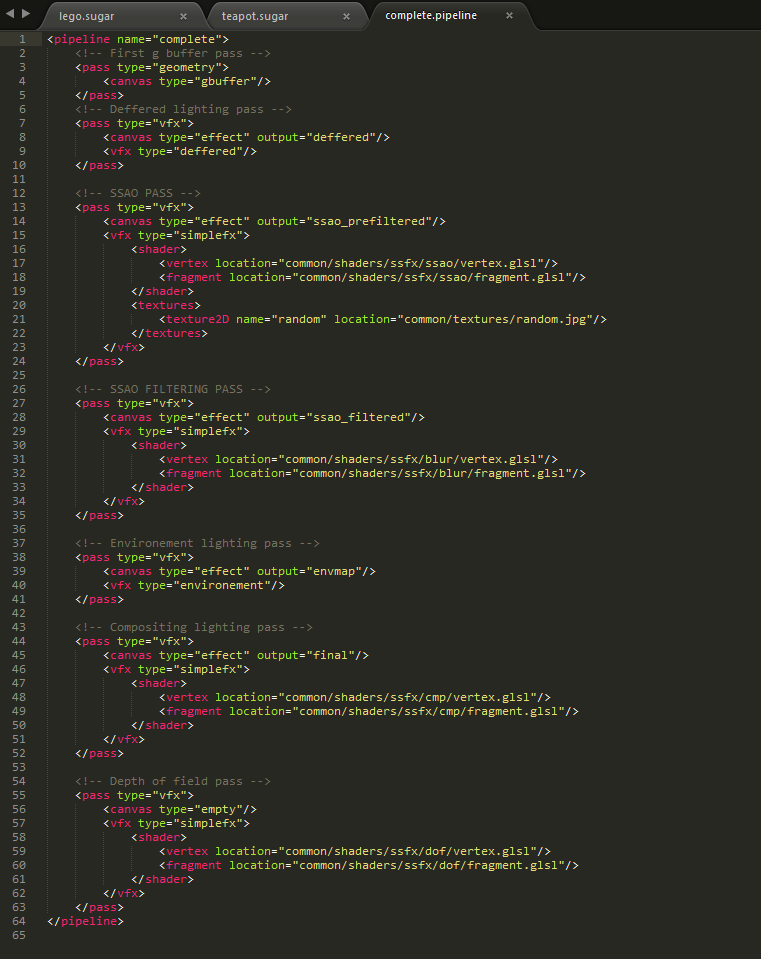 lego.sugar × teapot.sugar × complete.pipeline ×
1 <pipeline name="complete">
2 <!-- First g buffer pass -->
3 <pass type="geometry">
4 <canvas type="gbuffer"/>
5 </pass>
6 <!-- Deffered lighting pass -->
7 <pass type="vfx">
8 <canvas type="effect" output="deffered"/>
9 <vfx type="deffered"/>
10 </pass>
11
12 <!-- SSAO PASS -->
13 <pass type="vfx">
14 <canvas type="effect" output="ssao_prefiltered"/>
15 <vfx type="simplefx">
16 <shader>
17 <vertex location="common/shaders/ssfx/ssao/vertex.glsl"/>
18 <fragment location="common/shaders/ssfx/ssao/fragment.glsl"/>
19 </shader>
20 <textures>
21 <texture2D name="random" location="common/textures/random.jpg"/>
22 </textures>
23 </vfx>
24 </pass>
25
26 <!-- SSAO FILTERING PASS -->
27 <pass type="vfx">
28 <canvas type="effect" output="ssao_filtered"/>
29 <vfx type="simplefx">
30 <shader>
31 <vertex location="common/shaders/ssfx/blur/vertex.glsl"/>
32 <fragment location="common/shaders/ssfx/blur/fragment.glsl"/>
33 </shader>
34 </vfx>
35 </pass>
36
37 <!-- Environement lighting pass -->
38 <pass type="vfx">
39 <canvas type="effect" output="envmap"/>
40 <vfx type="environement"/>
41 </pass>
42
43 <!-- Compositing lighting pass -->
44 <pass type="vfx">
45 <canvas type="effect" output="final"/>
46 <vfx type="simplefx">
47 <shader>
48 <vertex location="common/shaders/ssfx/cmp/vertex.glsl"/>
49 <fragment location="common/shaders/ssfx/cmp/fragment.glsl"/>
50 </shader>
51 </vfx>
52 </pass>
53
54 <!-- Depth of field pass -->
55 <pass type="vfx">
56 <canvas type="empty"/>
57 <vfx type="simplefx">
58 <shader>
59 <vertex location="common/shaders/ssfx/dof/vertex.glsl"/>
60 <fragment location="common/shaders/ssfx/dof/fragment.glsl"/>
61 </shader>
62 </vfx>
63 </pass>
64 </pipeline>
65